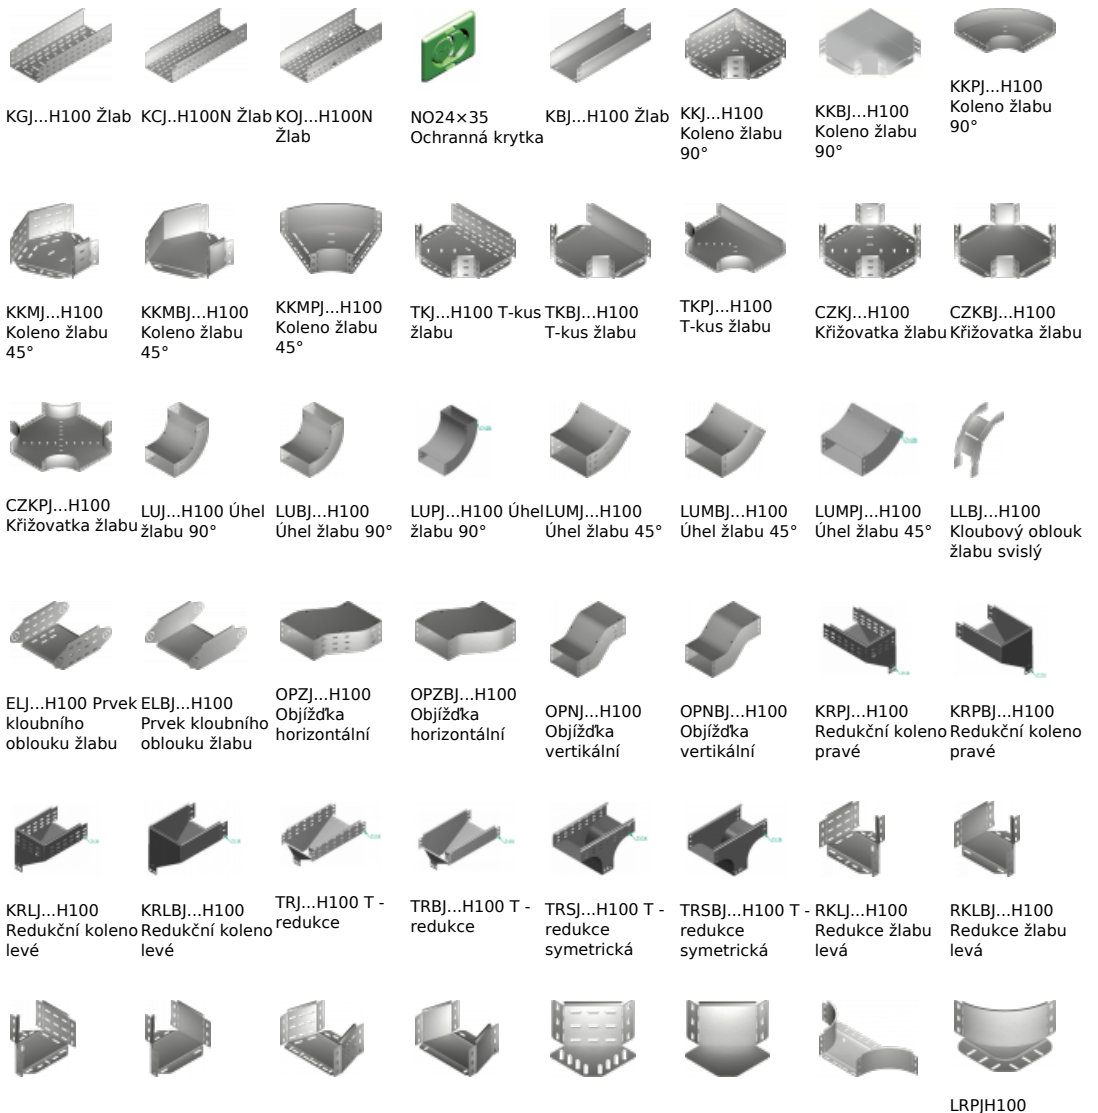 KGJ...H100 Žlab
KCJ..H100N Žlab
KOJ...H100N
Žlab
NO24×35
Ochranná krytka
KBJ...H100 Žlab
KKJ...H100
Koleno žlabu
90°
KKBJ...H100
Koleno žlabu
90°
KKPJ...H100
Koleno žlabu
90°
KKMJ...H100
Koleno žlabu
45°
KKMBJ...H100
Koleno žlabu
45°
KKMPJ...H100
Koleno žlabu
45°
TKJ...H100 T-kus
žlabu
TKBJ...H100
T-kus žlabu
TKPJ...H100
T-kus žlabu
CZKJ...H100
Křižovatka žlabu
CZKBJ...H100
Křižovatka žlabu
CZKPJ...H100
Křižovatka žlabu
LUJ...H100 Úhel
žlabu 90°
LUBJ...H100
Úhel žlabu 90°
LUPJ...H100 Úhel
žlabu 90°
LUMJ...H100
Úhel žlabu 45°
LUMBJ...H100
Úhel žlabu 45°
LUMPJ...H100
Úhel žlabu 45°
LLBJ...H100
Kloubový oblouk
žlabu svislý
ELJ...H100 Prvek
kloubního
oblouku žlabu
ELBJ...H100
Prvek kloubního
oblouku žlabu
OPZJ...H100
Objížďka
horizontální
OPZBJ...H100
Objížďka
horizontální
OPNJ...H100
Objížďka
vertikální
OPNBJ...H100
Objížďka
vertikální
KRPJ...H100
Redukční koleno
pravé
KRPBJ...H100
Redukční koleno
pravé
KRLJ...H100
Redukční koleno
levé
KRLBJ...H100
Redukční koleno
levé
TRJ...H100 T -
redukce
TRBJ...H100 T -
redukce
TRSJ...H100 T -
redukce
symetrická
TRSBJ...H100 T -
redukce
symetrická
RKLJ...H100
Redukce žlabu
levá
RKLBJ...H100
Redukce žlabu
levá
LRPJH100